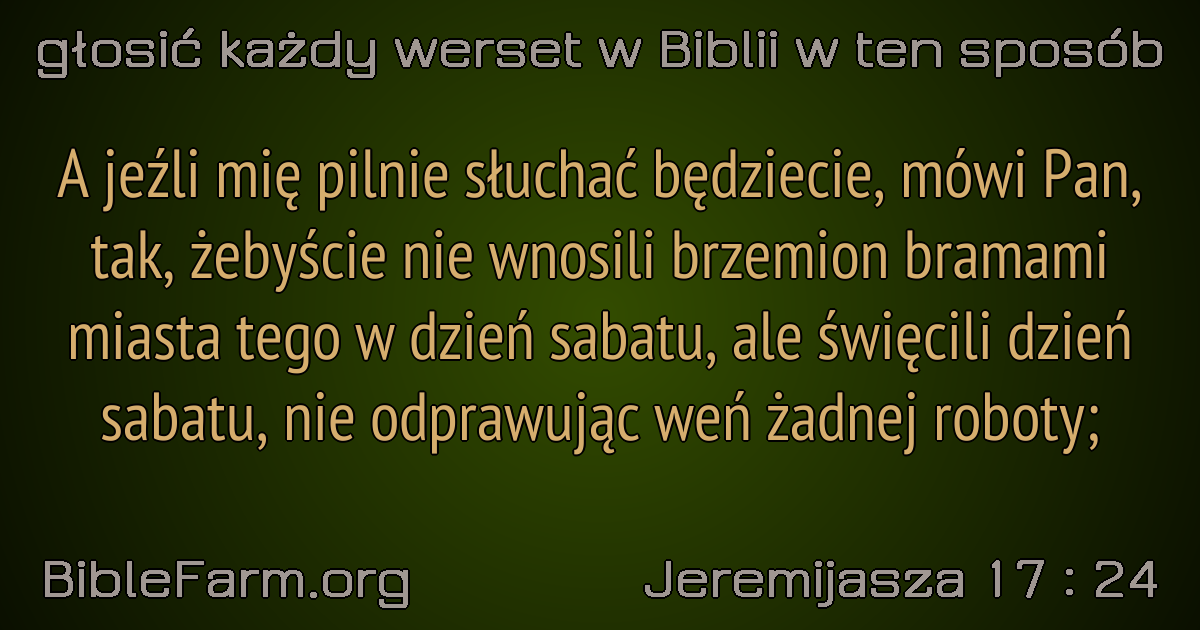 głosić każdy werset w Biblii w ten sposób
A jeźli mię pilnie słuchać będziecie, mówi Pan,
tak, żebyście nie wnosili brzemion bramami
miasta tego w dzień sabatu, ale święcili dzień
sabatu, nie odprawując weń żadnej roboty;
BibleFarm.org
Jeremijasza 17 : 24